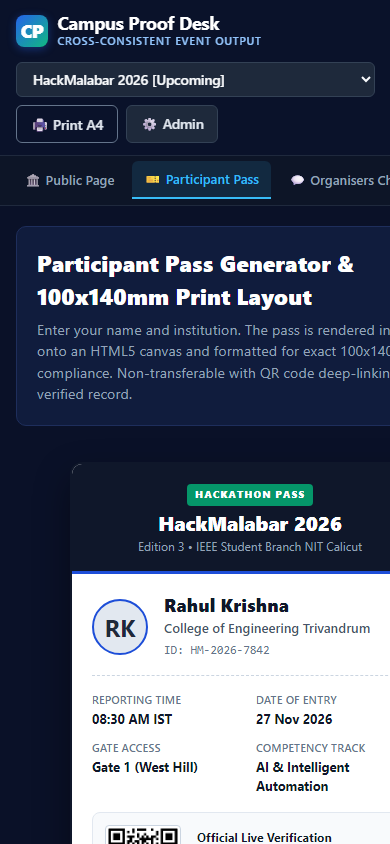 CP
Campus Proof Desk
CROSS-CONSISTENT EVENT OUTPUT
HackMalabar 2026 [Upcoming]
Print A4
Admin
Public Page
Participant Pass
Organisers Ch
Participant Pass Generator &
100x140mm Print Layout
Enter your name and institution. The pass is rendered in
onto an HTML5 canvas and formatted for exact 100x140
compliance. Non-transferable with QR code deep-linkin
verified record.
HACKATHON PASS
HackMalabar 2026
Edition 3 • IEEE Student Branch NIT Calicut
RK
Rahul Krishna
College of Engineering Trivandrum
ID: HM-2026-7842
REPORTING TIME
08:30 AM IST
DATE OF ENTRY
27 Nov 2026
GATE ACCESS
Gate 1 (West Hill)
COMPETENCY TRACK
AI & Intelligent
Automation
Official Live Verification